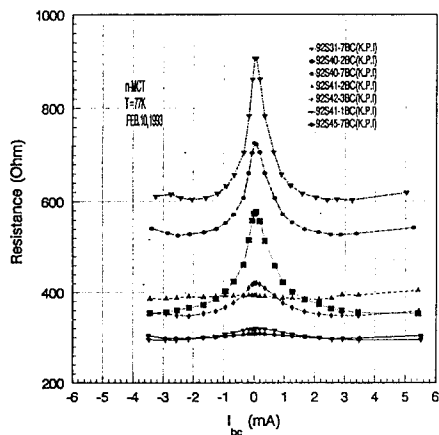 1000
800
600
400
200
Resistance (Ohm)
n-MCT
T=77K
FEB.10,1993
92S31-7BC(K.P.I)
92S40-2BC(K.P.I)
92S40-7BC(K.P.I)
92S41-2BC(K.P.I)
92S42-3BC(K.P.I)
92S41-1BC(K.P.I)
92S45-7BC(K.P.I)
-6 -5 -4 -3 -2 -1 0 1 2 3 4 5 6
I bc (mA)